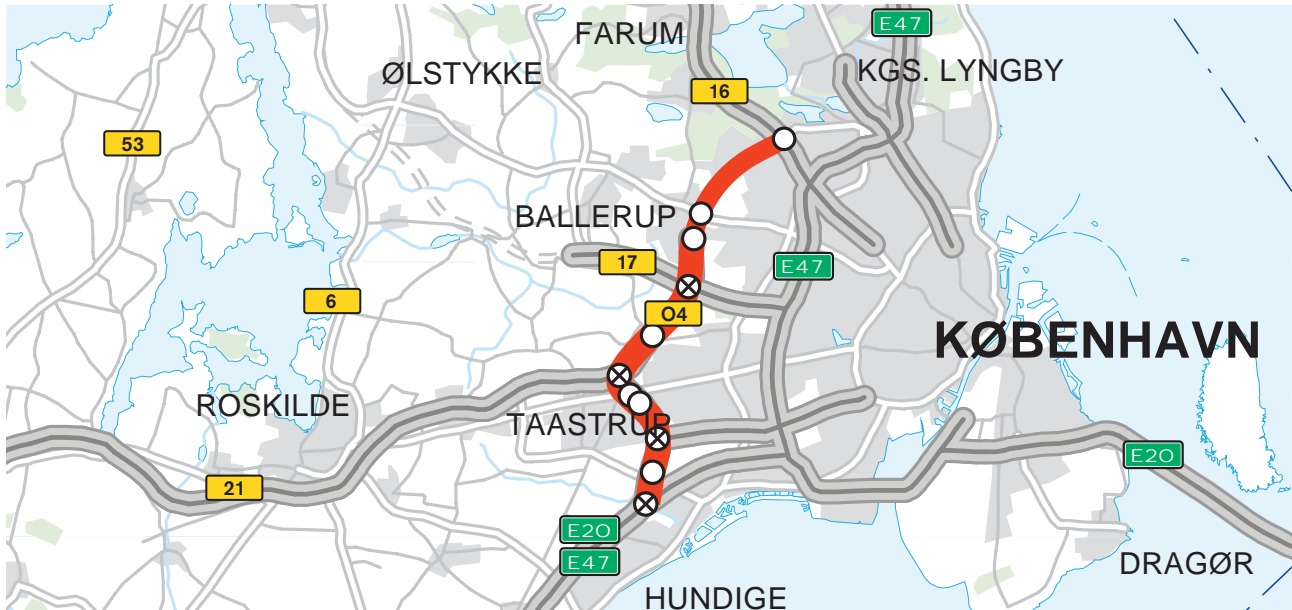 E47
FARUM
KGS. LYNGBY
ØLSTYKKE
16
53
BALLERUP
17
E47
6
O4
KØBENHAVN
ROSKILDE
TAASTRUP
E20
21
E20
E47
DRAGØR
HUNDIGE